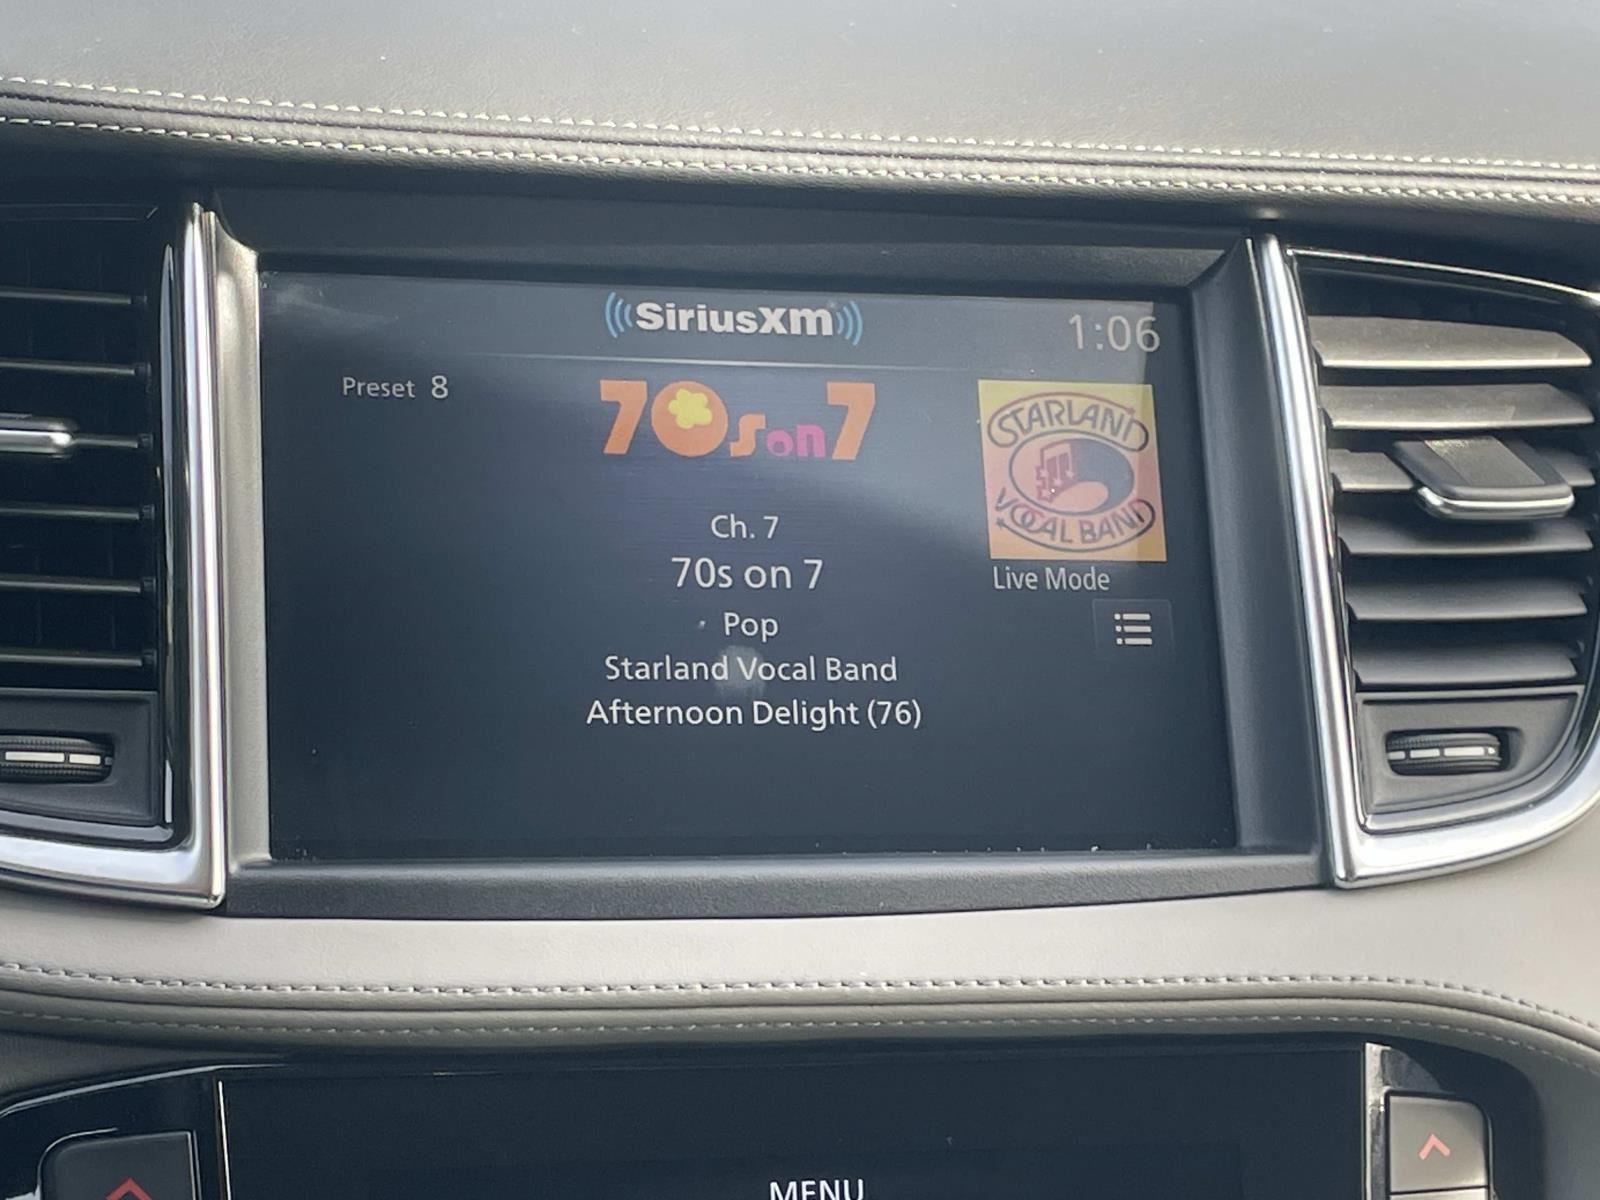 SiriusXM
1:06
Preset 8
70s on 7
STARLAND
VOCAL BAND
Ch. 7
70s on 7
Live Mode
Pop
Starland Vocal Band
Afternoon Delight (76)
MENU